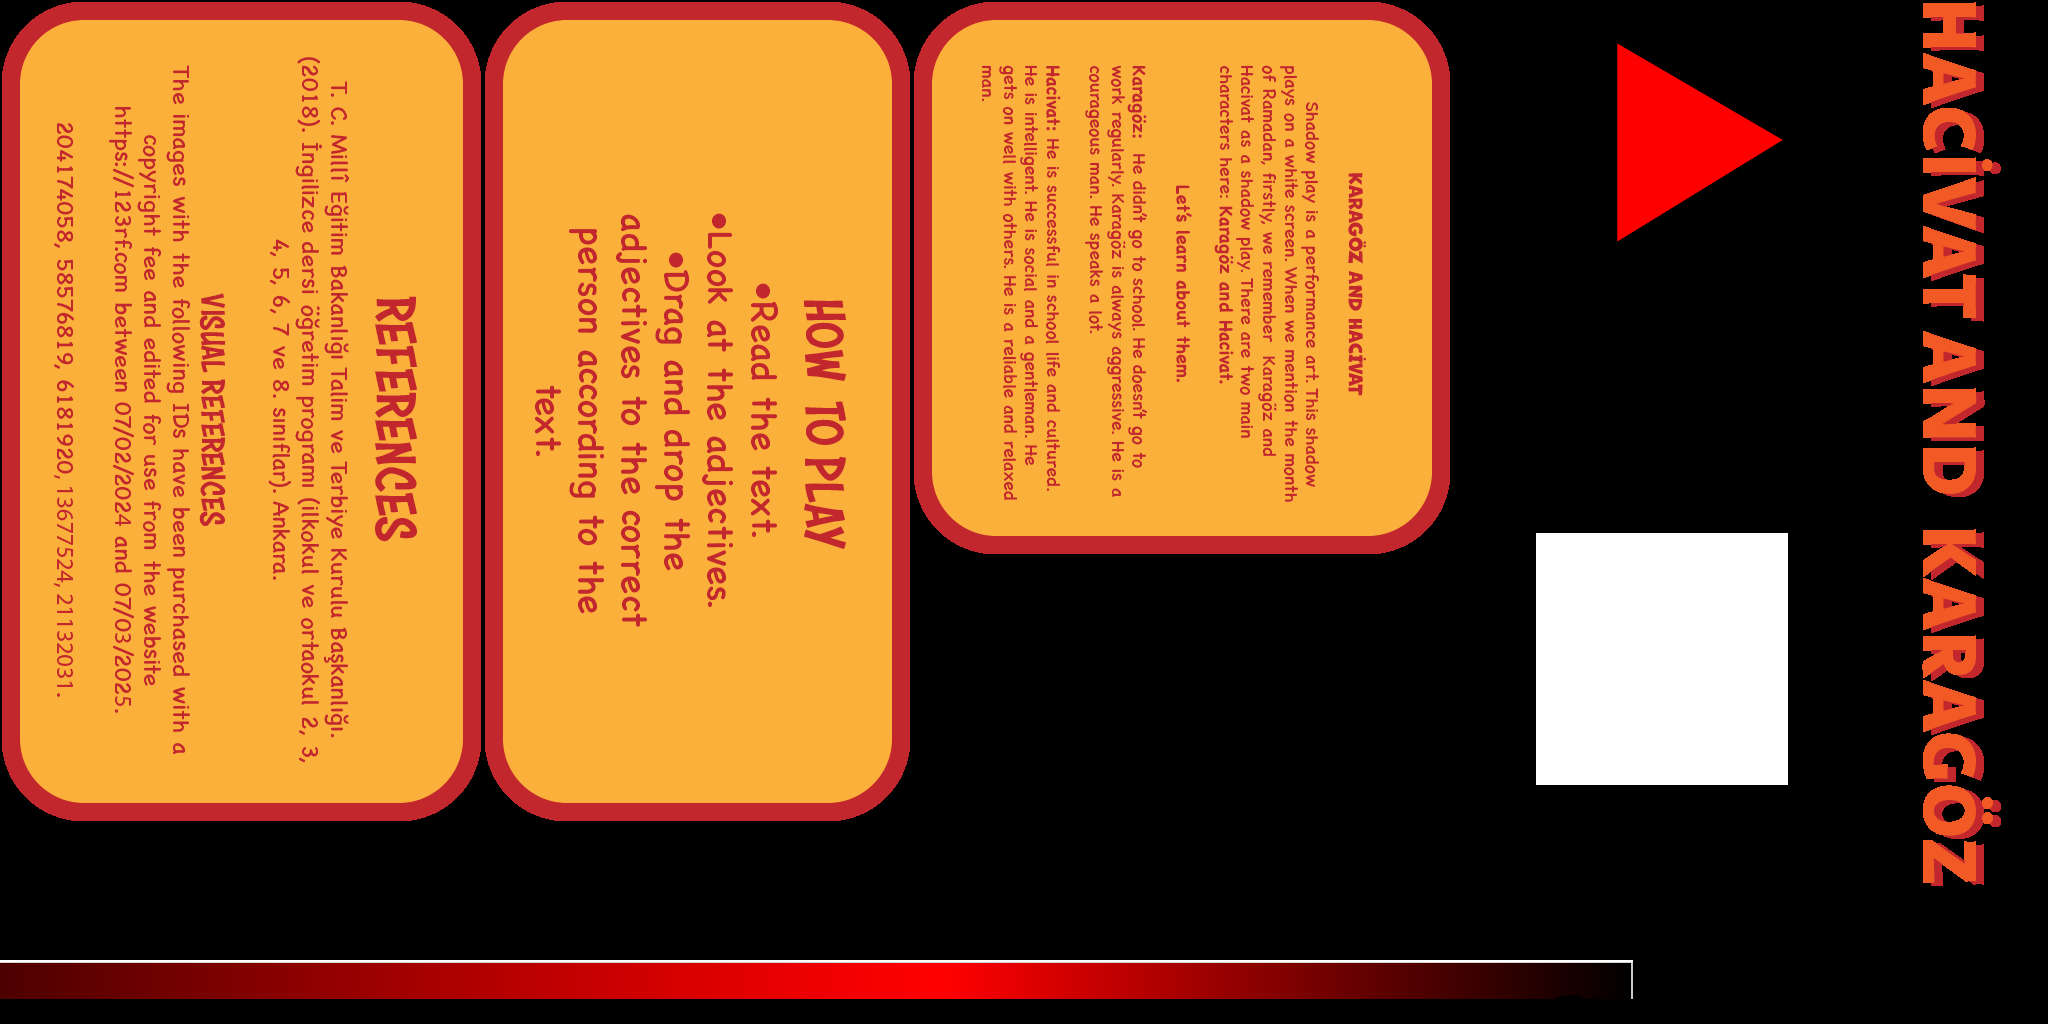 HACİVAT AND KARAGÖZ
KARAGÖZ AND HACİVAT
Shadow play is a performance art. This shadow
plays on a white screen. When we mention the month
of Ramadan, firstly, we remember Karagöz and
Hacivat as a shadow play. There are two main
characters here: Karagöz and Hacivat.
Let's learn about them.
Karagöz: He didn't go to school. He doesn't go to
work regularly. Karagöz is always aggressive. He is a
courageous man. He speaks a lot.
Hacivat: He is successful in school life and cultured.
He is intelligent. He is social and a gentleman. He
gets on well with others. He is a reliable and relaxed
man.
HOW TO PLAY
•Read the text.
•Look at the adjectives.
•Drag and drop the
adjectives to the correct
person according to the
text.
REFERENCES
T. C. Millî Eğitim Bakanlığı Talim ve Terbiye Kurulu Başkanlığı.
(2018). İngilizce dersi öğretim programı (ilkokul ve ortaokul 2, 3,
4, 5, 6, 7 ve 8. sınıflar). Ankara.
VISUAL REFERENCES
The images with the following IDs have been purchased with a
copyright fee and edited for use from the website
https://123rf.com between 07/02/2024 and 07/03/2025.
204174058, 58576819, 6181920, 13677524, 21132031.